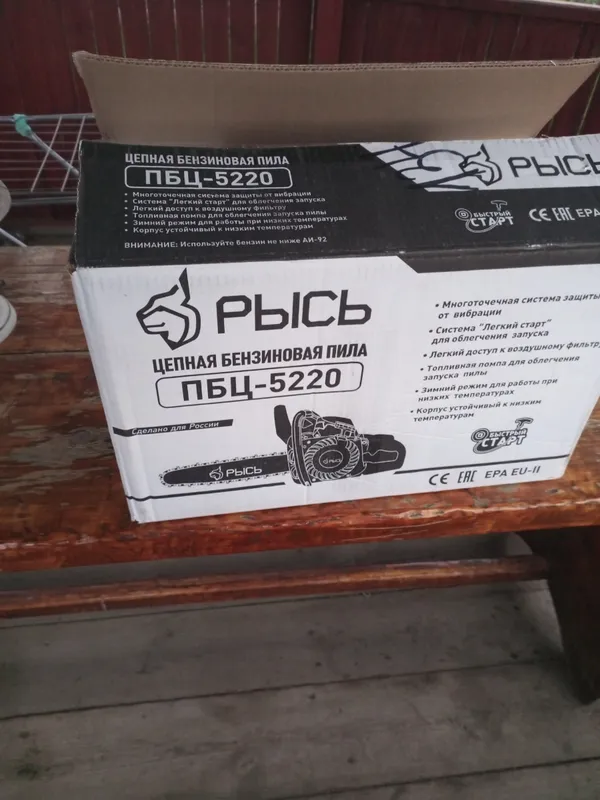 ЦЕПНАЯ БЕНЗИНОВАЯ ПИЛА
ПБЦ-5220
• Многоточечная система защиты от вибрации
• Система "Легкий старт" для облегчения запуска
• Легкий доступ к воздушному фильтру
• Топливная помпа для облегчения запуска пилы
• Зимний режим для работы при низких температурах
• Корпус устойчивый к низким температурам
ВНИМАНИЕ: Используйте бензин не ниже АИ-92
РЫСЬ
БЫСТРЫЙ
СТАРТ
CE EAC EPA
РЫСЬ
ЦЕПНАЯ БЕНЗИНОВАЯ ПИЛА
ПБЦ-5220
Сделано для России
РЫСЬ
РЫСЬ
• Многоточечная система защиты
от вибрации
• Система "Легкий старт"
для облегчения запуска
• Легкий доступ к воздушному фильтру
• Топливная помпа для облегчения
запуска пилы
• Зимний режим для работы при
низких температурах
• Корпус устойчивый к низким
температурам
БЫСТРЫЙ
СТАРТ
CE EAC EPA EU-II